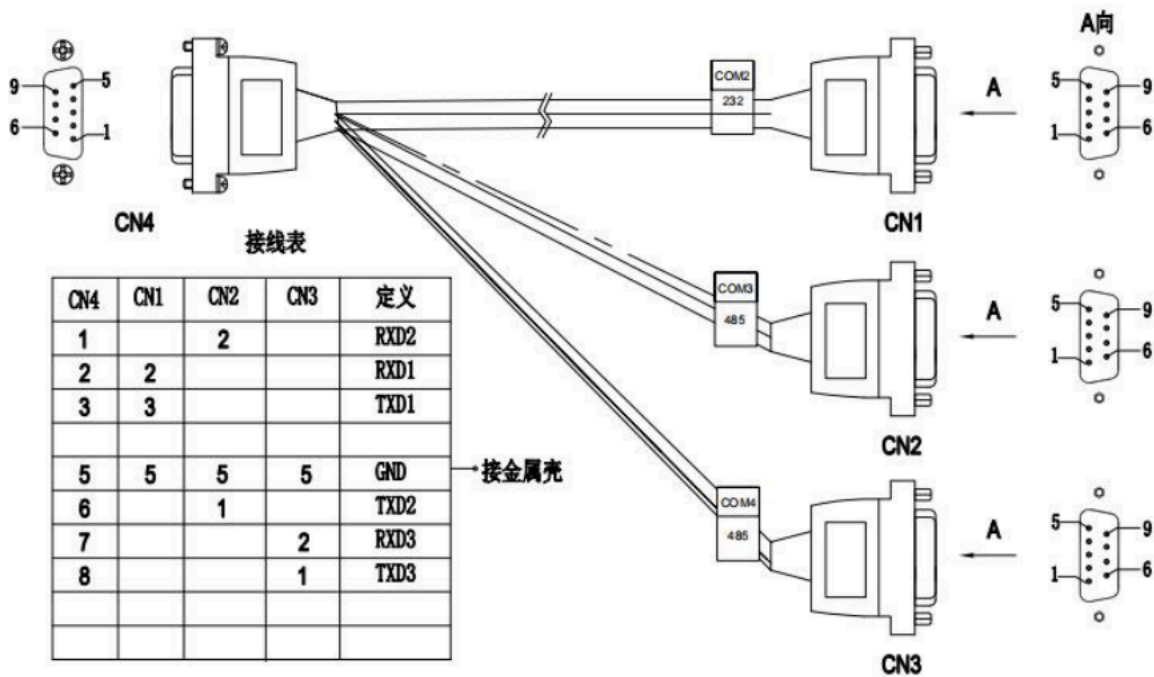 A向
9
5
6
1
COM2
232
A
5
9
1
6
CN4
CN1
接线表
CN4 CN1 CN2 CN3 定义
1 2 RXD2
2 2 RXD1
3 3 TXD1
5 5 5 5 GND
6 1 TXD2
7 2 RXD3
8 1 TXD3
接金属壳
COM3
485
A
5
9
1
6
CN2
COM4
485
A
5
9
1
6
CN3